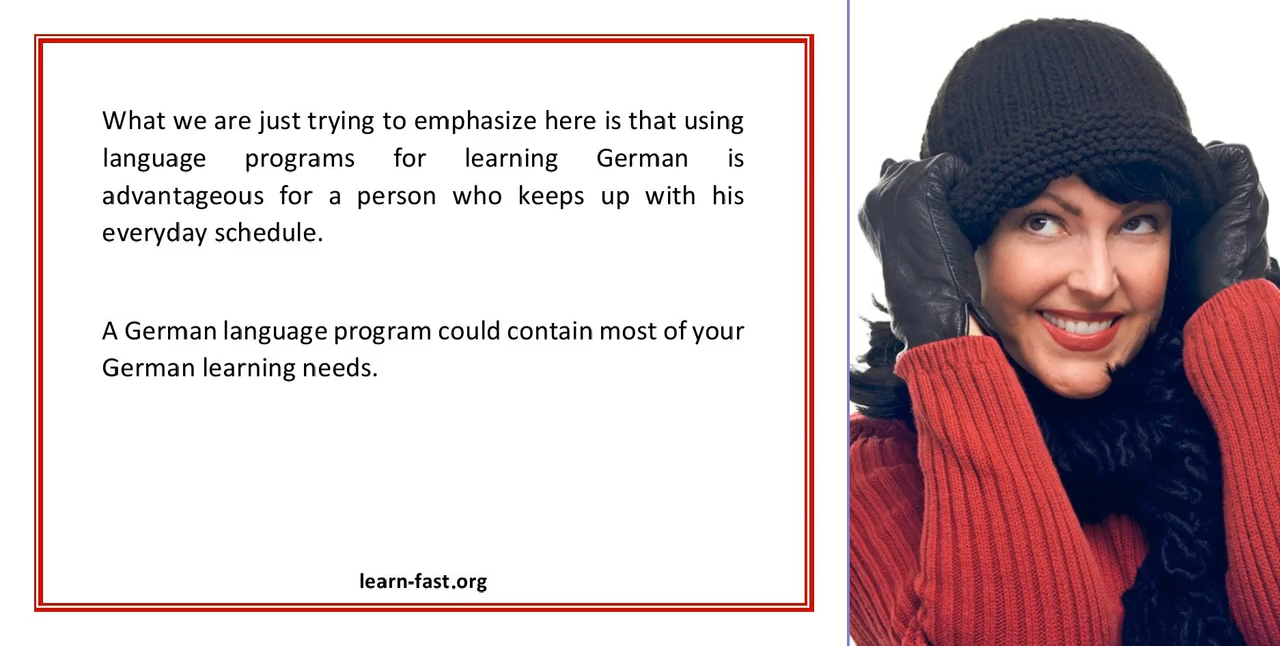 What we are just trying to emphasize here is that using
language programs for learning German is
advantageous for a person who keeps up with his
everyday schedule.
A German language program could contain most of your
German learning needs.
learn-fast.org